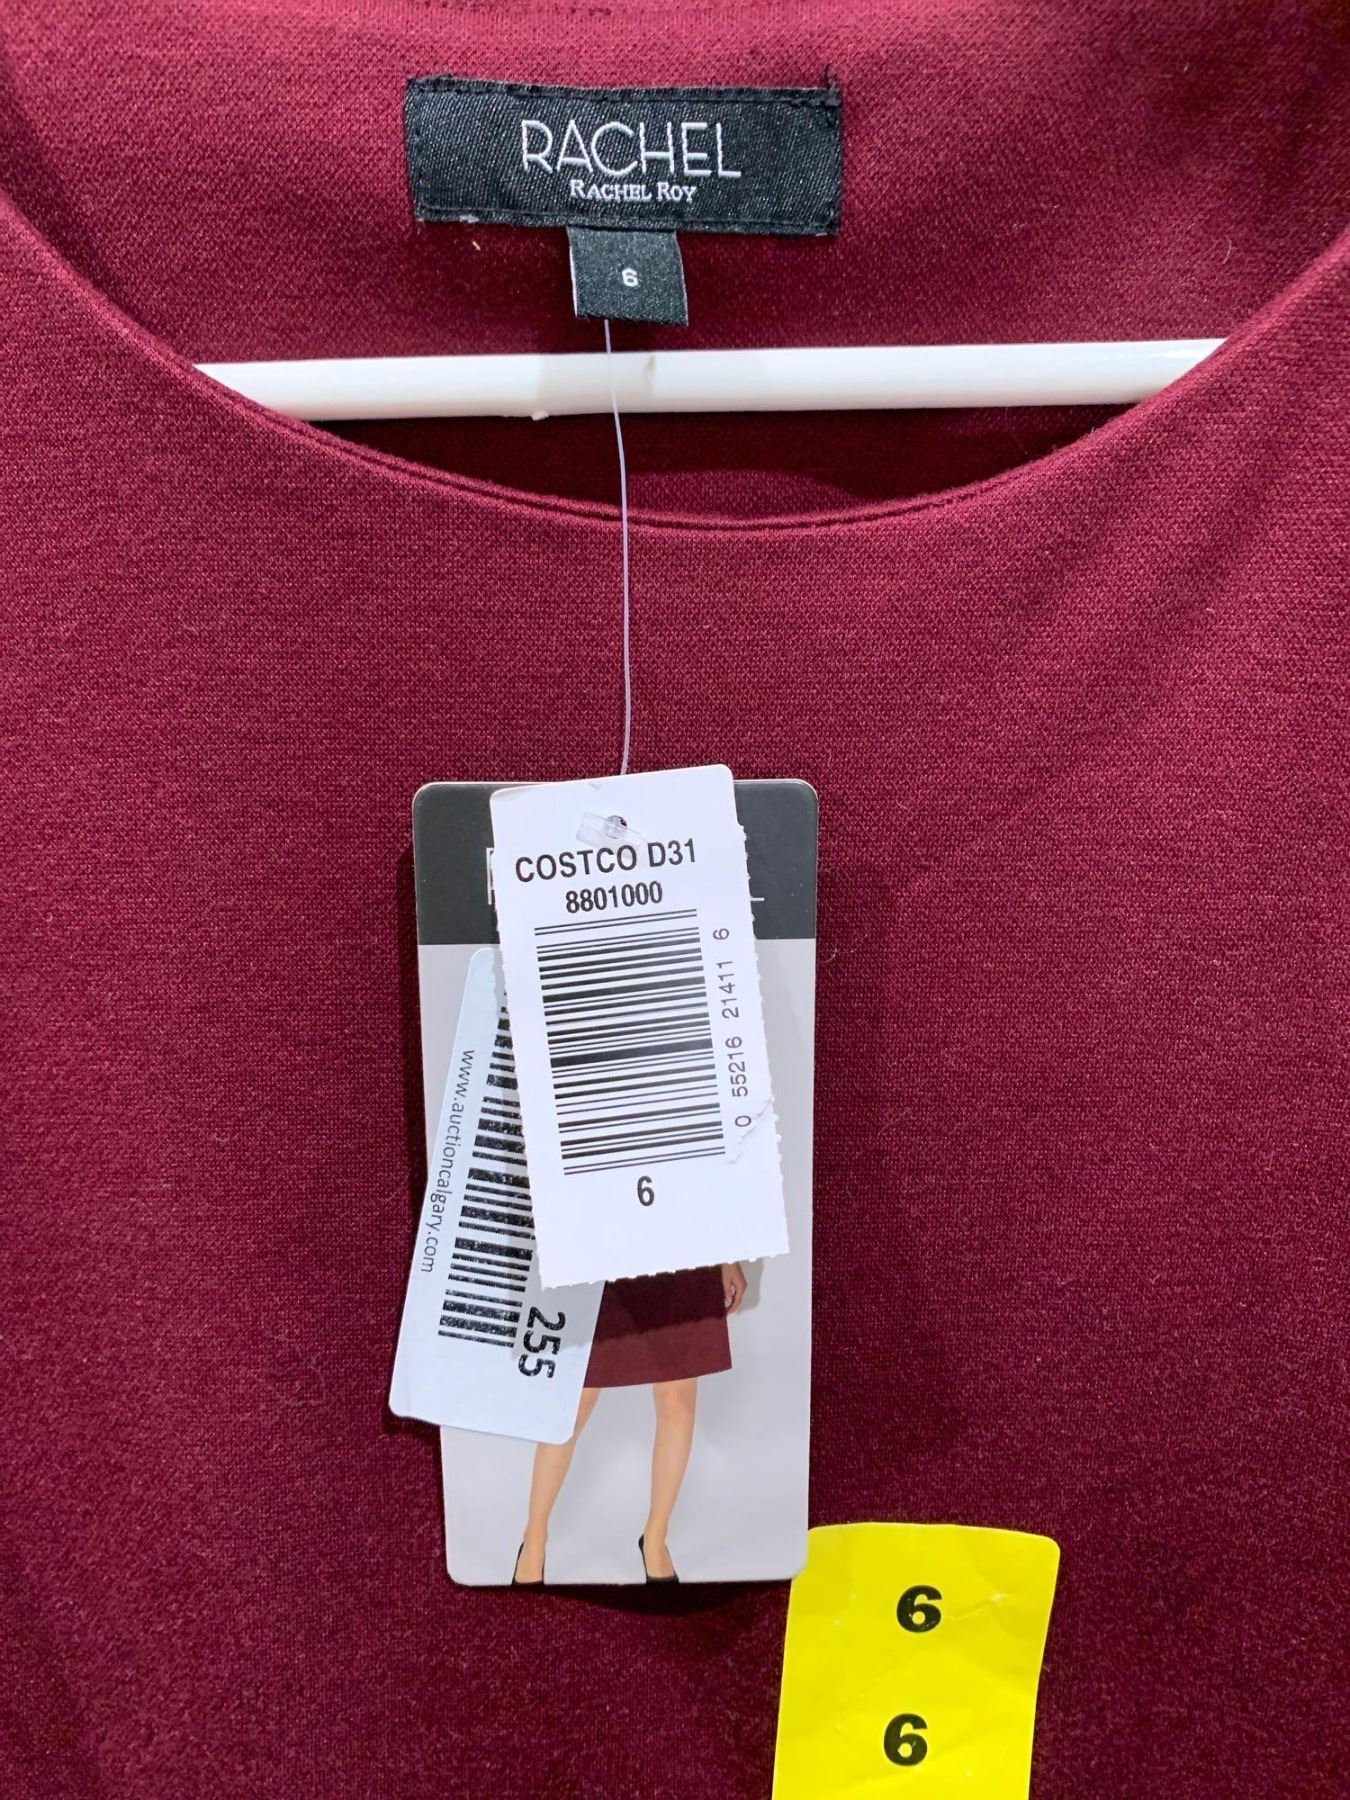 RACHEL
RACHEL ROY
6
COSTCO D31
8801000
0 55216 21411 6
6
www.auctioncalgary.com
255
6
6